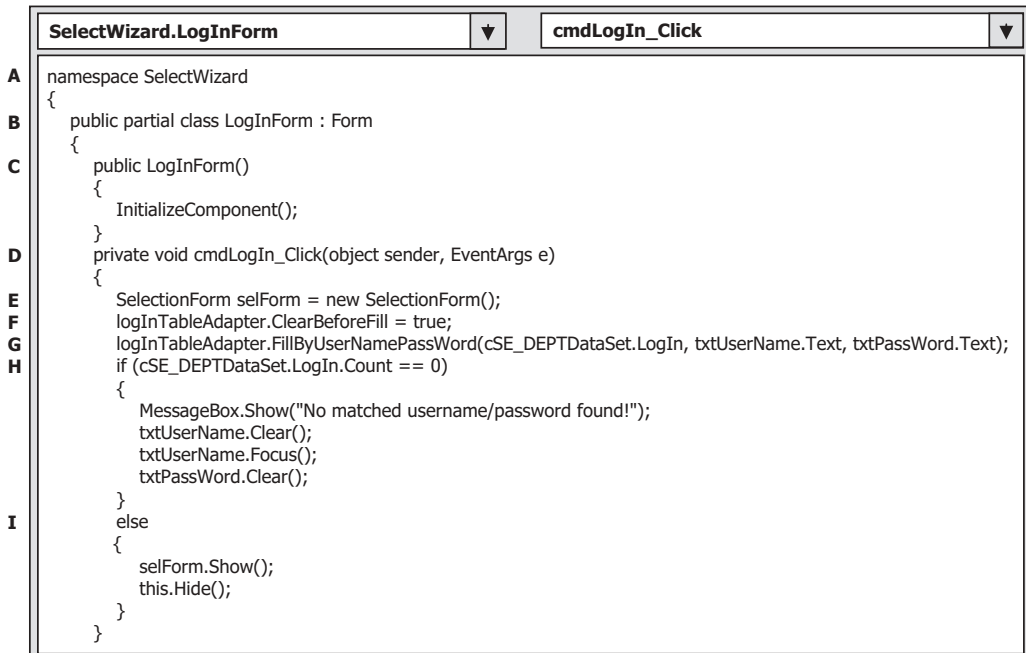 SelectWizard.LogInForm cmdLogIn_Click
A namespace SelectWizard
{
B public partial class LogInForm : Form
{
C public LogInForm()
{
InitializeComponent();
}
D private void cmdLogIn_Click(object sender, EventArgs e)
{
E SelectionForm selForm = new SelectionForm();
F logInTableAdapter.ClearBeforeFill = true;
G logInTableAdapter.FillByUserNamePassWord(cSE_DEPTDataSet.LogIn, txtUserName.Text, txtPassWord.Text);
H if (cSE_DEPTDataSet.LogIn.Count == 0)
{
MessageBox.Show("No matched username/password found!");
txtUserName.Clear();
txtUserName.Focus();
txtPassWord.Clear();
}
I else
{
selForm.Show();
this.Hide();
}
}